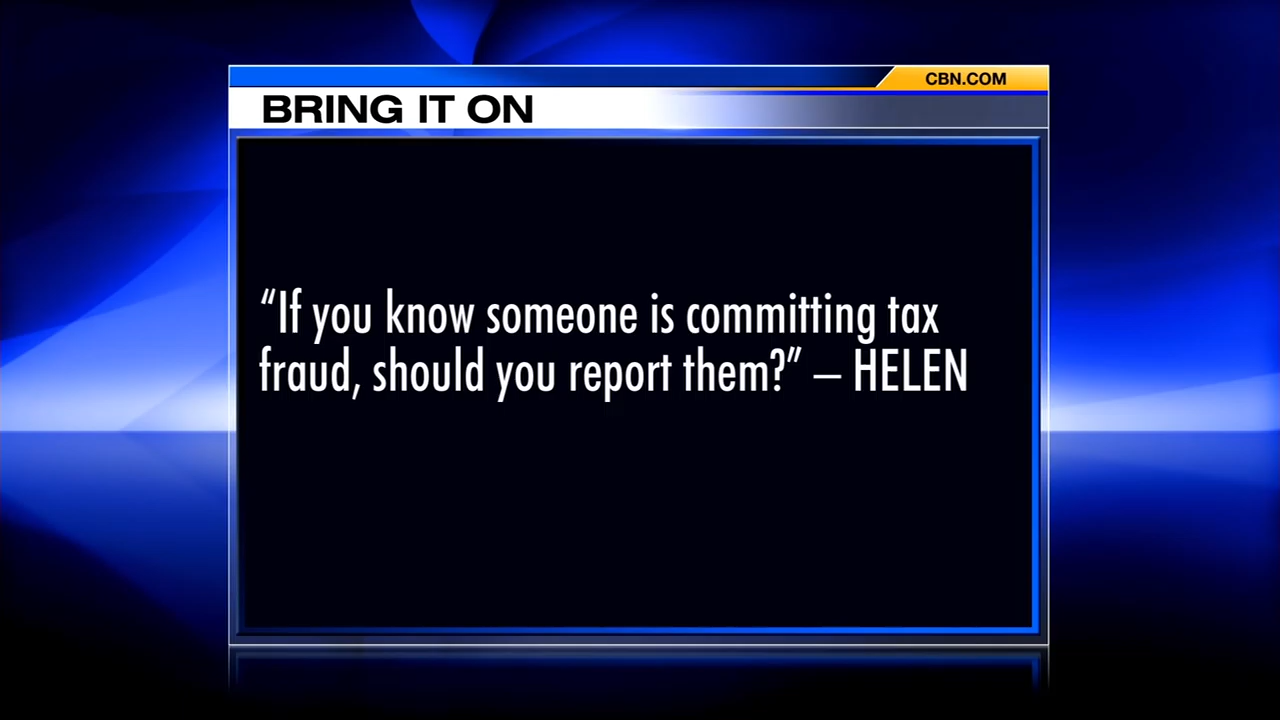 CBN.COM
BRING IT ON
“If you know someone is committing tax
fraud, should you report them?” – HELEN